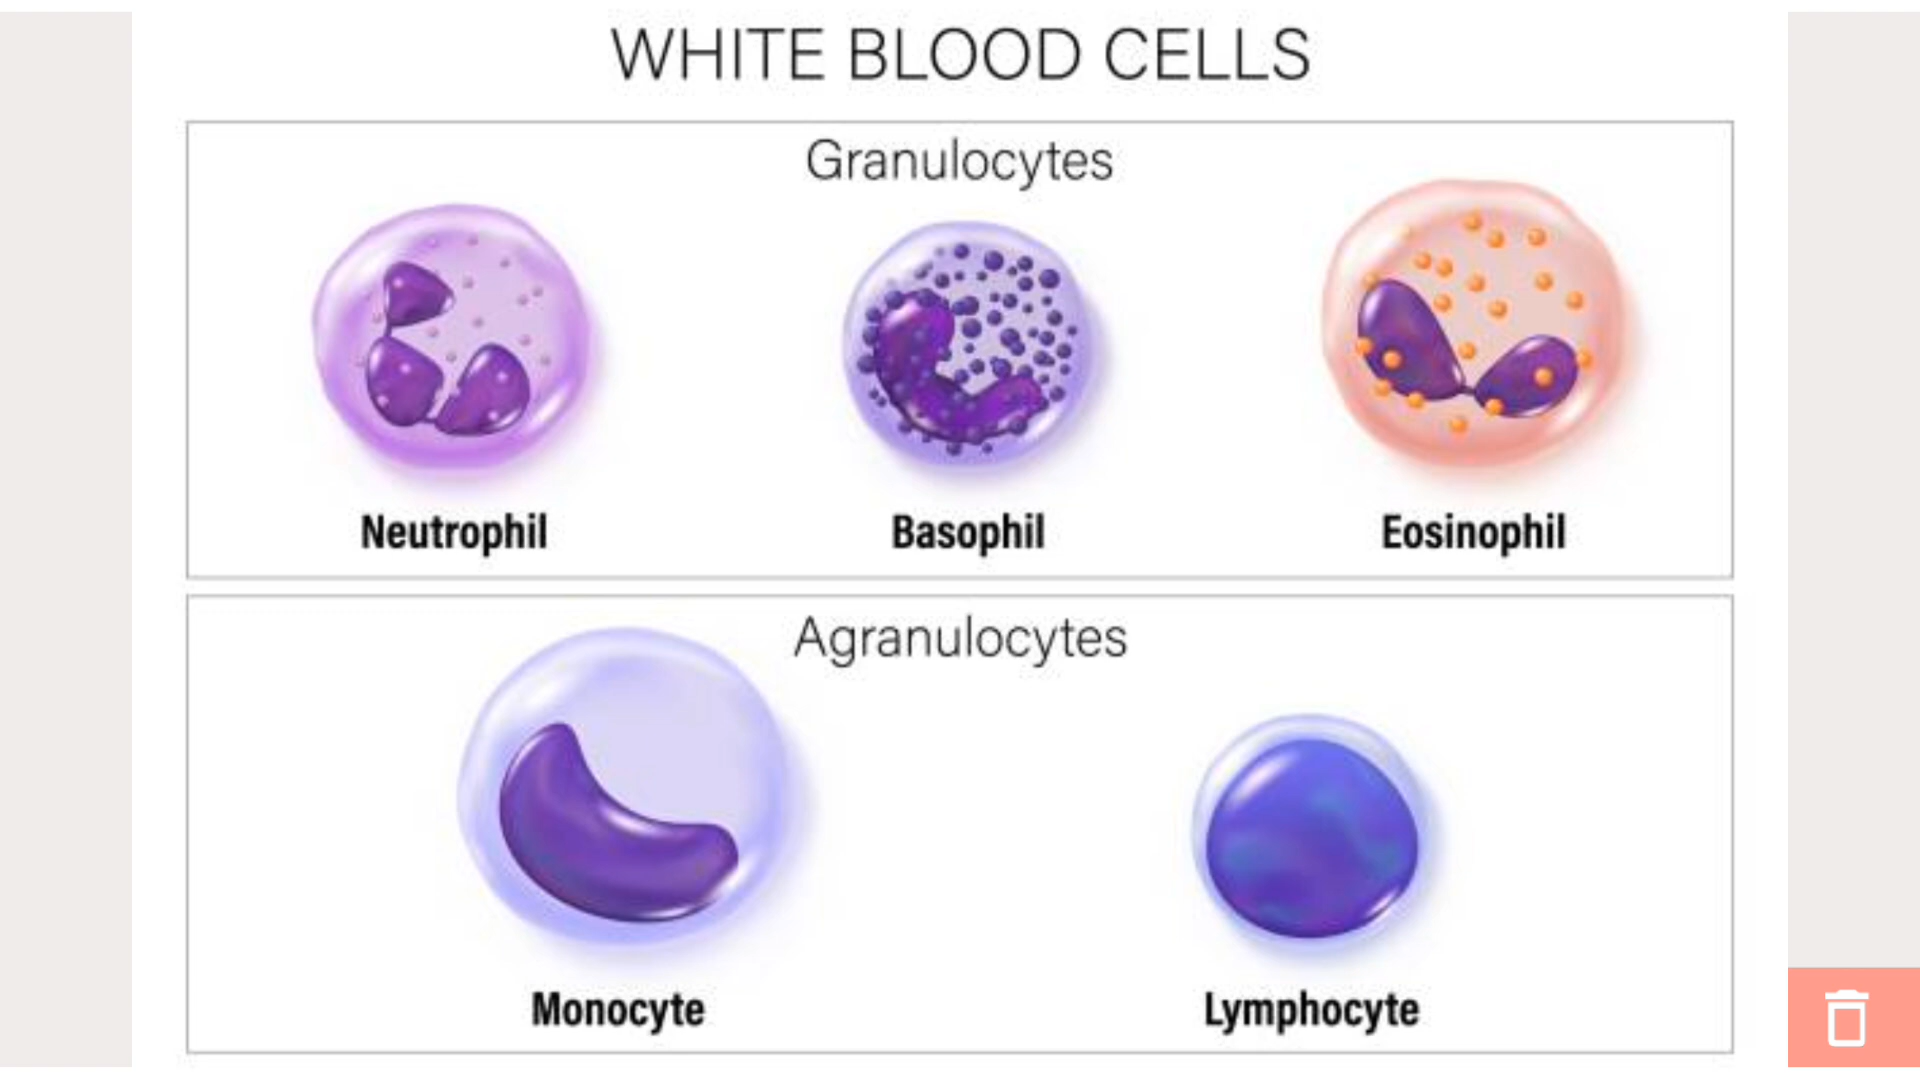 WHITE BLOOD CELLS
Granulocytes
Neutrophil
Basophil
Eosinophil
Agranulocytes
Monocyte
Lymphocyte